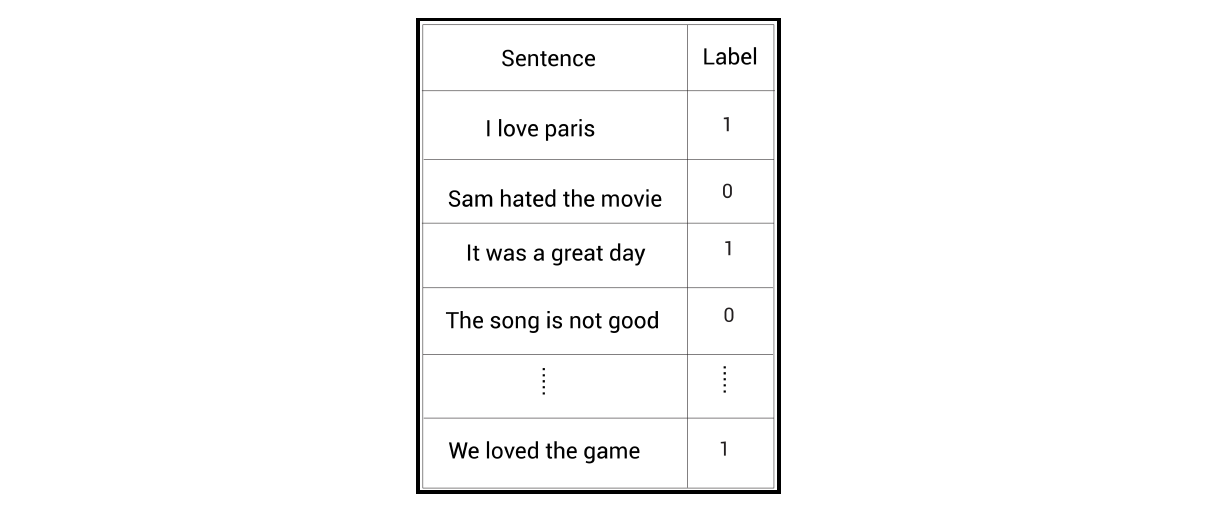 Sentence Label
I love paris 1
Sam hated the movie 0
It was a great day 1
The song is not good 0
We loved the game 1